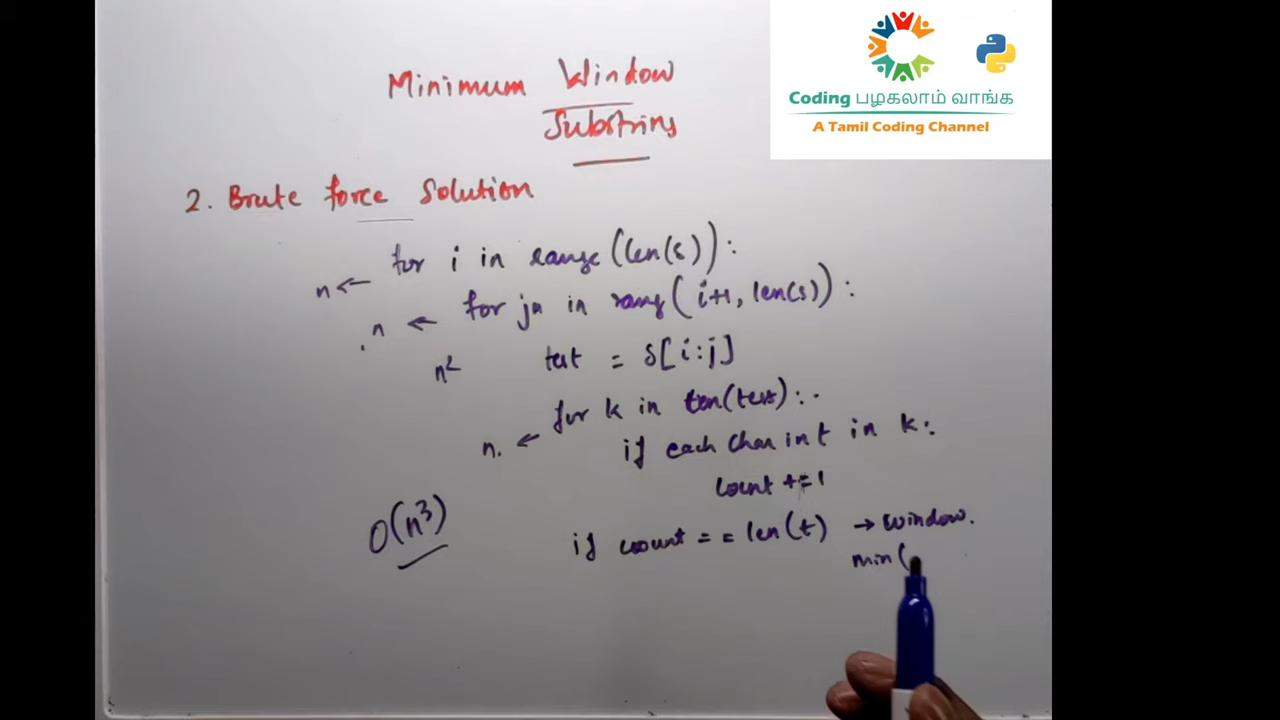 Minimum Window
Substring
Coding பழகலாம் வாங்க
A Tamil Coding Channel
2. Brute force Solution
n ← for i in range(len(s)):
n ← for jn in rang(i+1, len(s)):
n² test = s[i:j]
for k in len(test):
n. ← if each char in t in k:
count += 1
O(n³)
if count == len(t) → window.
min(